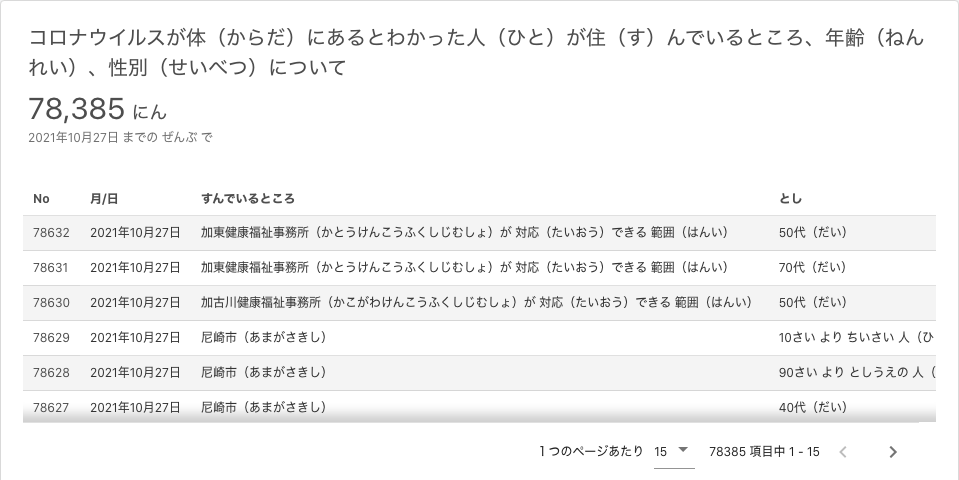 コロナウイルスが体（からだ）にあるとわかった人（ひと）が住（す）んでいるところ、年齢（ねん
れい）、性別（せいべつ）について
78,385 にん
2021年10月27日 までの ぜんぶ で
No 月/日 すんでいるところ とし
78632 2021年10月27日 加東健康福祉事務所（かとうけんこうふくしじむしょ）が 対応（たいおう）できる 範囲（はんい） 50代（だい）
78631 2021年10月27日 加東健康福祉事務所（かとうけんこうふくしじむしょ）が 対応（たいおう）できる 範囲（はんい） 70代（だい）
78630 2021年10月27日 加古川健康福祉事務所（かこがわけんこうふくしじむしょ）が 対応（たいおう）できる 範囲（はんい） 50代（だい）
78629 2021年10月27日 尼崎市（あまがさきし） 10さい より ちいさい 人（ひ
78628 2021年10月27日 尼崎市（あまがさきし） 90さい より としうえの 人（
78627 2021年10月27日 尼崎市（あまがさきし） 40代（だい）
1 つのページあたり 15 78385 項目中 1 - 15